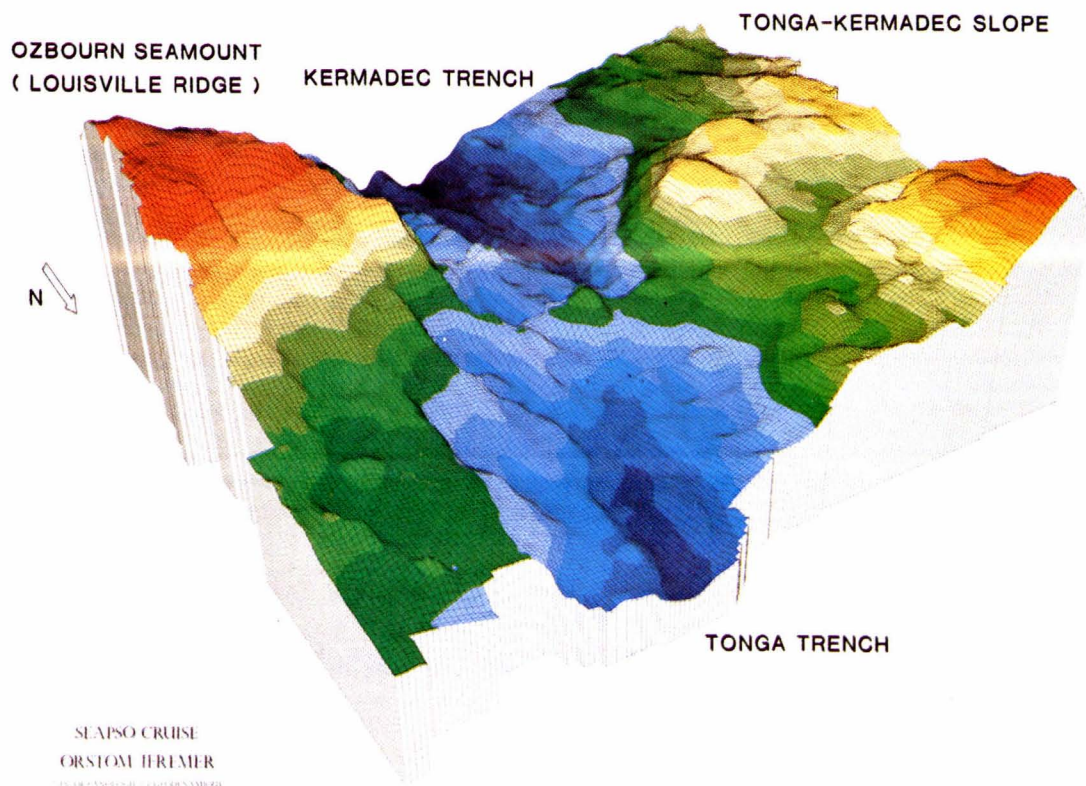 TONGA-KERMADEC SLOPE
OZBOURN SEAMOUNT
( LOUISVILLE RIDGE )
KERMADEC TRENCH
N
TONGA TRENCH
SEAPSO CRUISE
ORSTOM IFREMER